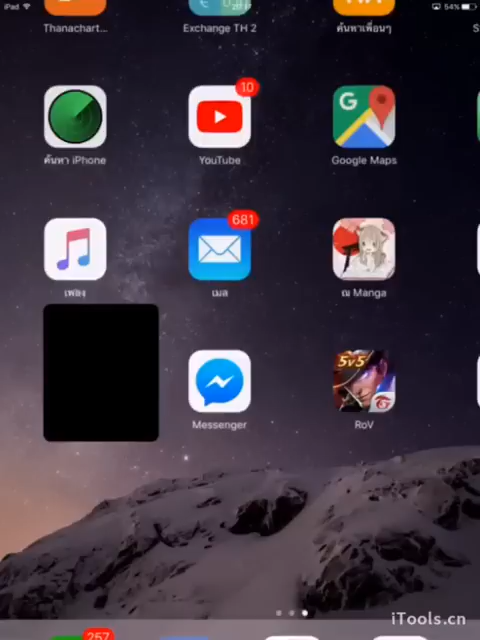 iPad
54%
Thanachart...
Exchange TH 2
ค้นหาเพื่อนๆ
S
10
G
ค้นหา iPhone
YouTube
Google Maps
681
เพลง
เมล
ณ Manga
5v5
Messenger
RoV
iTools.cn
257